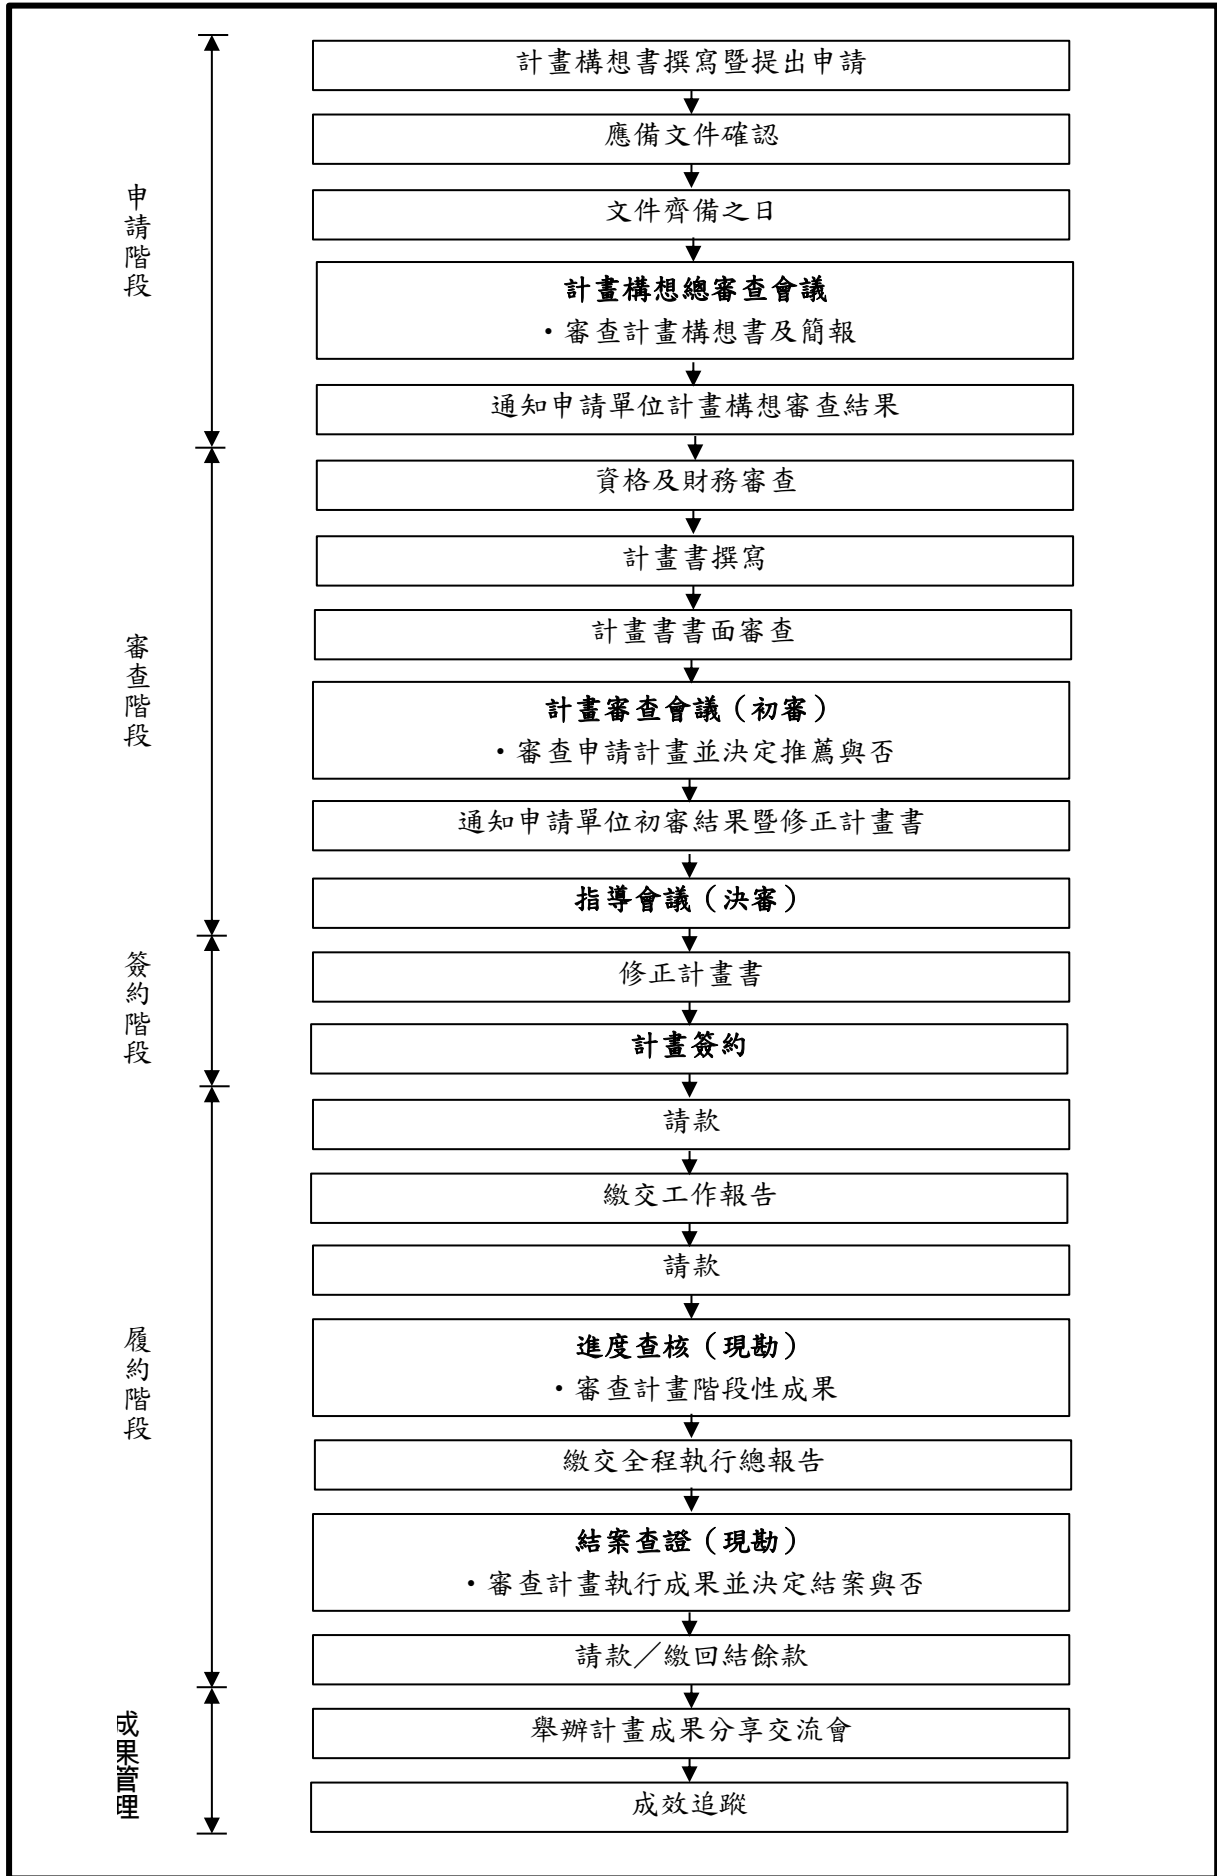 申請階段
計畫構想書撰寫暨提出申請
應備文件確認
文件齊備之日
計畫構想總審查會議
・審查計畫構想書及簡報
通知申請單位計畫構想審查結果
審查階段
資格及財務審查
計畫書撰寫
計畫書書面審查
計畫審查會議（初審）
・審查申請計畫並決定推薦與否
通知申請單位初審結果暨修正計畫書
指導會議（決審）
簽約階段
修正計畫書
計畫簽約
履約階段
請款
繳交工作報告
請款
進度查核（現勘）
・審查計畫階段性成果
繳交全程執行總報告
結案查證（現勘）
・審查計畫執行成果並決定結案與否
請款／繳回結餘款
成果管理
舉辦計畫成果分享交流會
成效追蹤